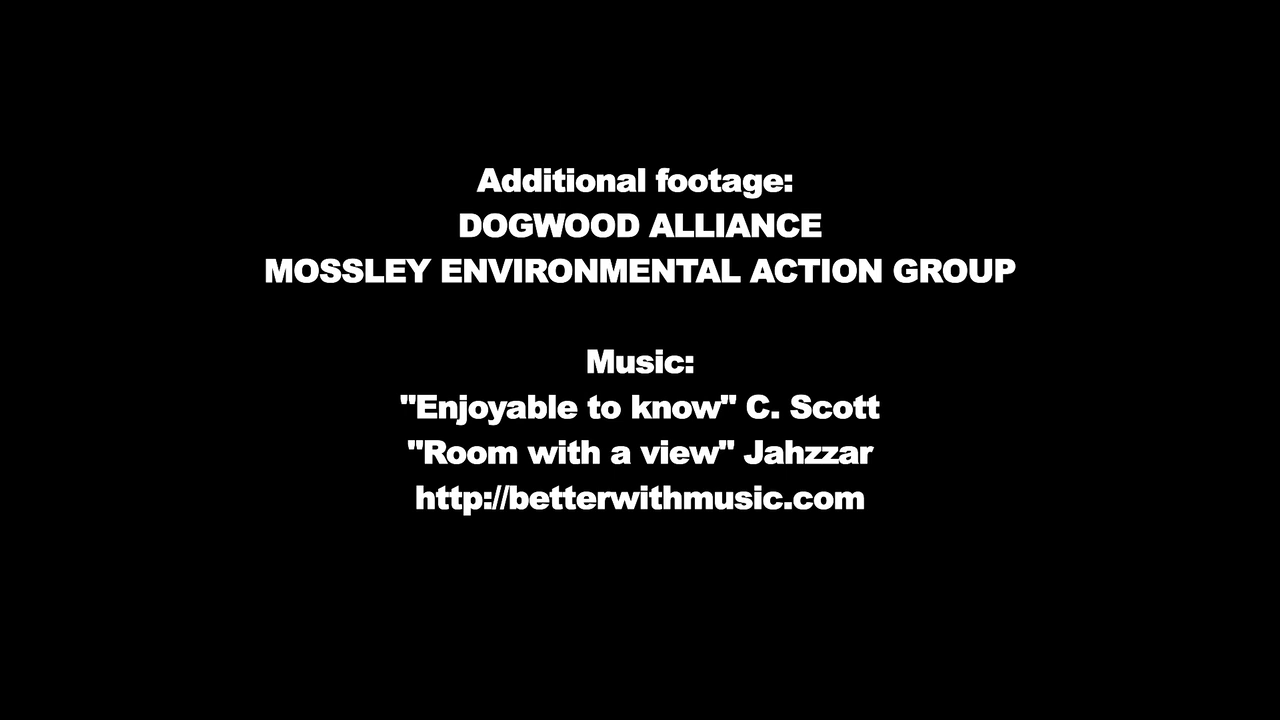 Additional footage:
DOGWOOD ALLIANCE
MOSSLEY ENVIRONMENTAL ACTION GROUP
Music:
"Enjoyable to know" C. Scott
"Room with a view" Jahzzar
http://betterwithmusic.com